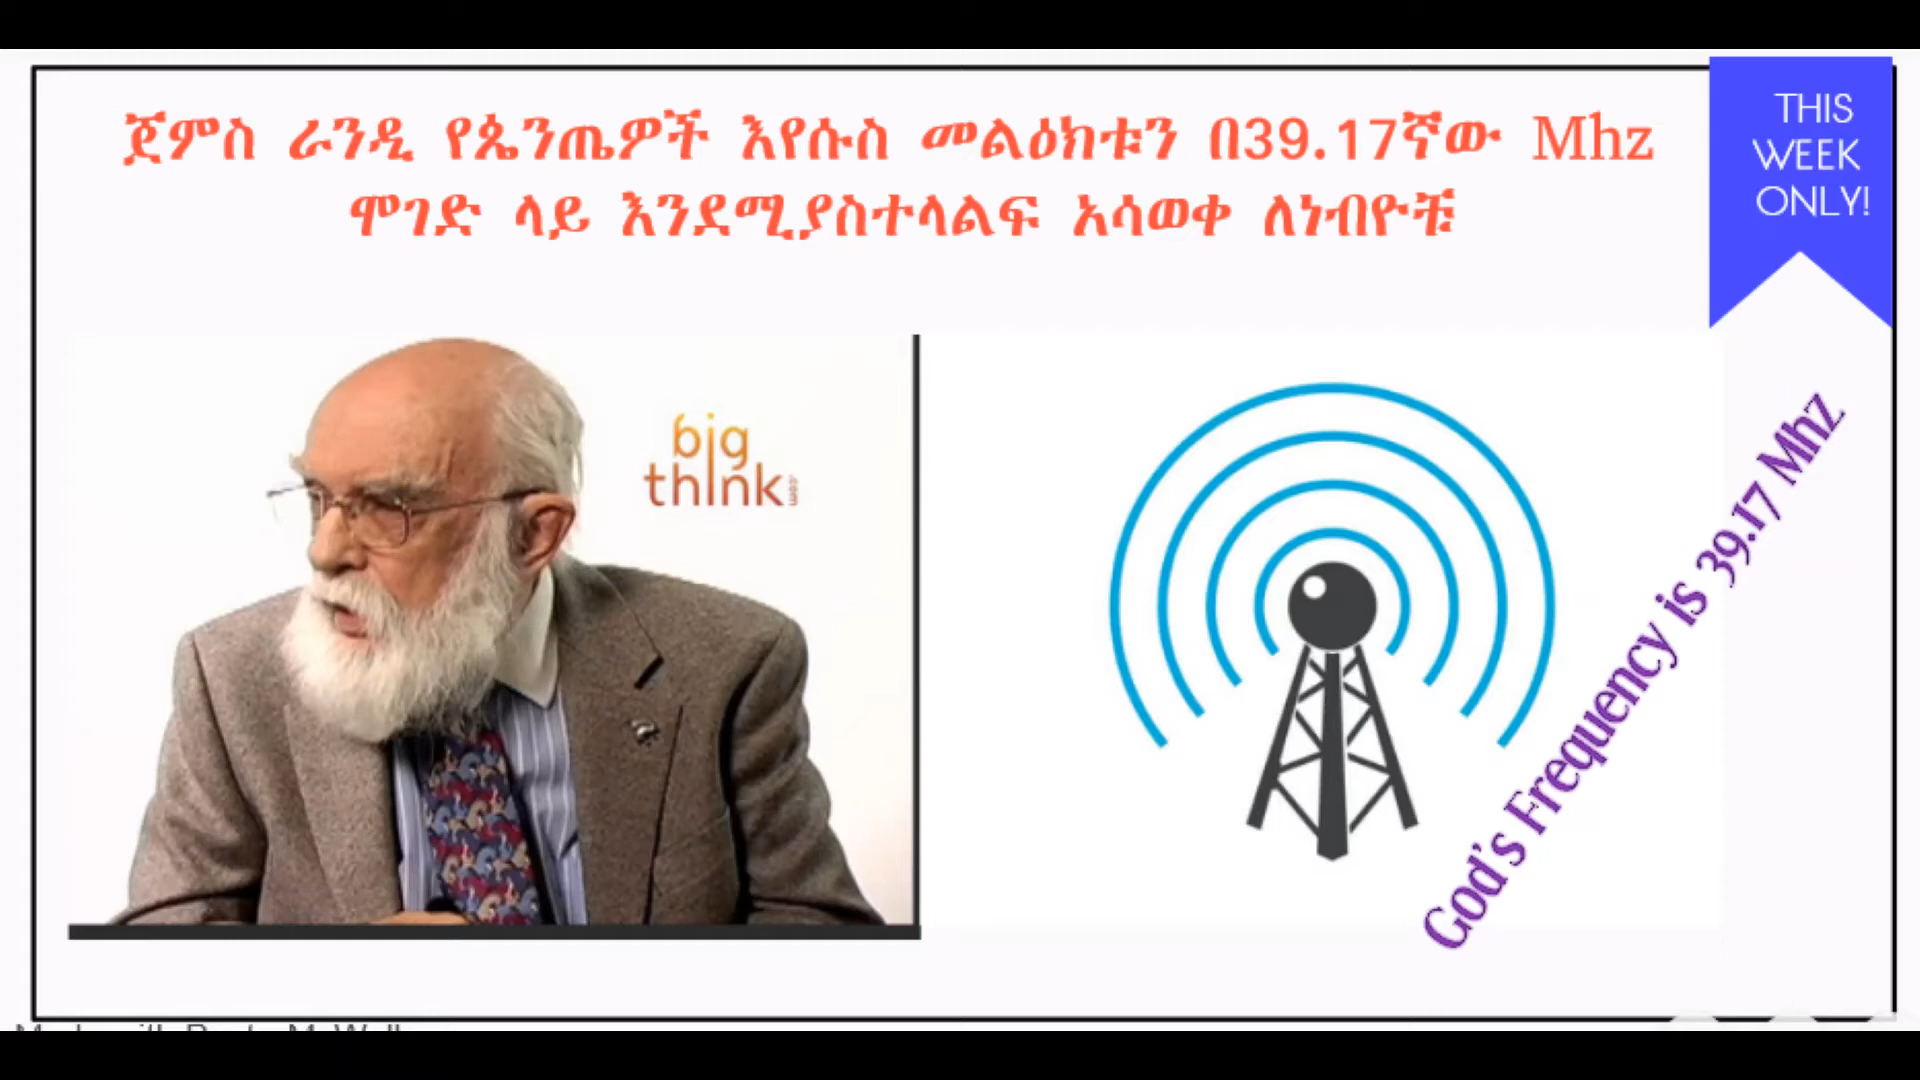 ጀምስ ራንዲ የጴንጤዎች እየሱስ መልዕክቱን በ39.17ኛው Mhz
ሞገድ ላይ እንደሚያስተላልፍ አሳወቀ ለነብዮቹ
THIS
WEEK
ONLY!
big
think
.com
God's Frequency is 39.17 Mhz